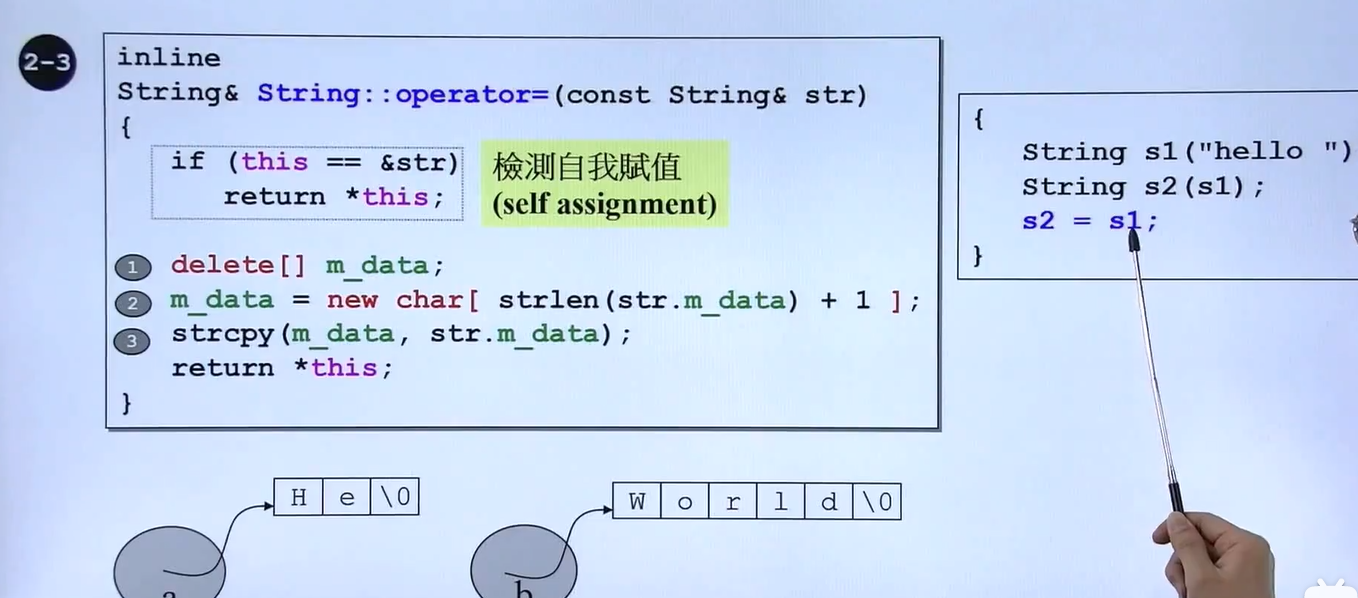 2-3
inline
String& String::operator=(const String& str)
{
if (this == &str)
return *this;
檢測自我賦值
(self assignment)
1 delete[] m_data;
2 m_data = new char[ strlen(str.m_data) + 1 ];
3 strcpy(m_data, str.m_data);
return *this;
}
{
String s1("hello ")
String s2(s1);
s2 = s1;
}
H e \0
W o r l d \0
a
b